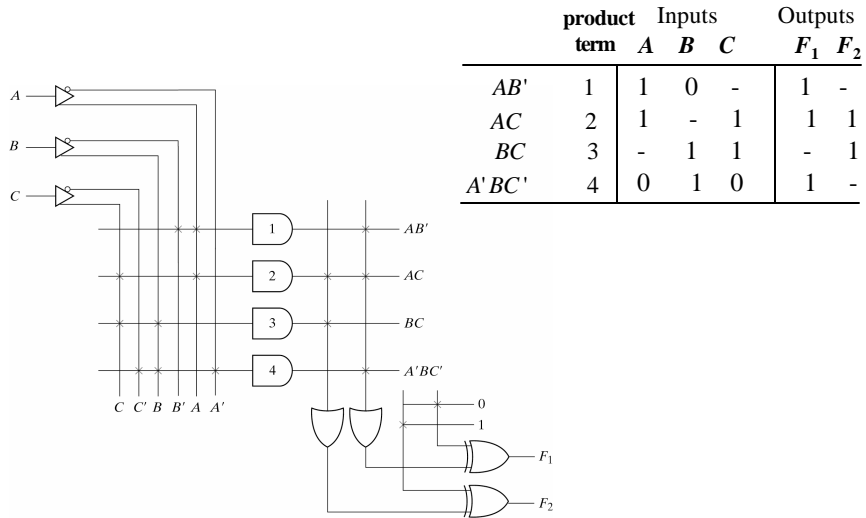 product Inputs Outputs
term A B C F1 F2
AB' 1 1 0 - 1 -
AC 2 1 - 1 1 1
BC 3 - 1 1 - 1
A'BC' 4 0 1 0 1 -
A
B
C
1 AB'
2 AC
3 BC
4 A'BC'
C C' B B' A A'
0
1
F1
F2